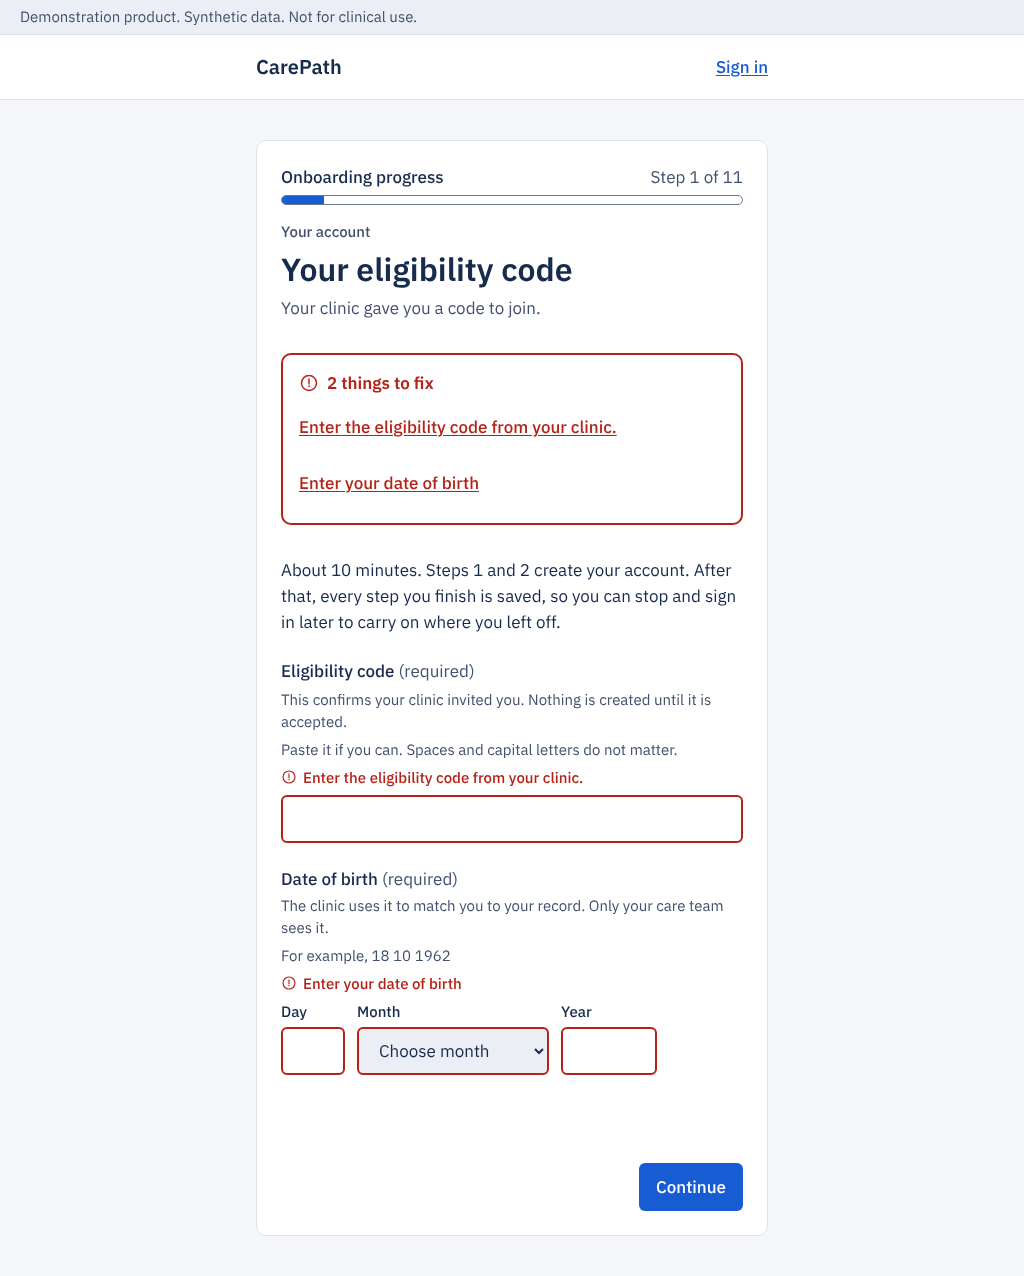 Demonstration product. Synthetic data. Not for clinical use.
CarePath
Sign in
Onboarding progress
Step 1 of 11
Your account
Your eligibility code
Your clinic gave you a code to join.
2 things to fix
Enter the eligibility code from your clinic.
Enter your date of birth
About 10 minutes. Steps 1 and 2 create your account. After
that, every step you finish is saved, so you can stop and sign
in later to carry on where you left off.
Eligibility code (required)
This confirms your clinic invited you. Nothing is created until it is
accepted.
Paste it if you can. Spaces and capital letters do not matter.
Enter the eligibility code from your clinic.
Date of birth (required)
The clinic uses it to match you to your record. Only your care team
sees it.
For example, 18 10 1962
Enter your date of birth
Day
Month
Year
Choose month
Continue